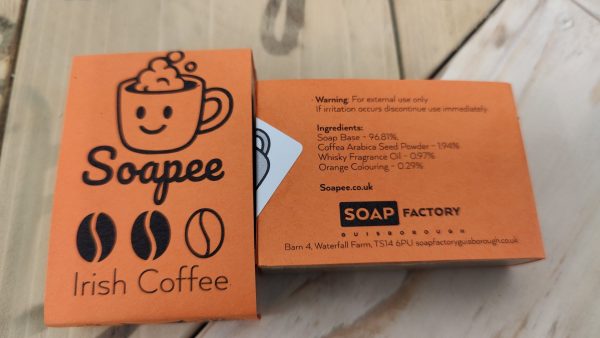 Soapee
Irish Coffee
Warning: For external use only
If irritation occurs discontinue use immediately.
Ingredients:
Soap Base - 96.81%,
Coffea Arabica Seed Powder - 1.94%
Whisky Fragrance Oil - 0.97%
Orange Colouring - 0.29%
Soapee.co.uk
SOAP FACTORY
GUISBOROUGH
Barn 4, Waterfall Farm, TS14 6PU soapfactoryguisborough.co.uk